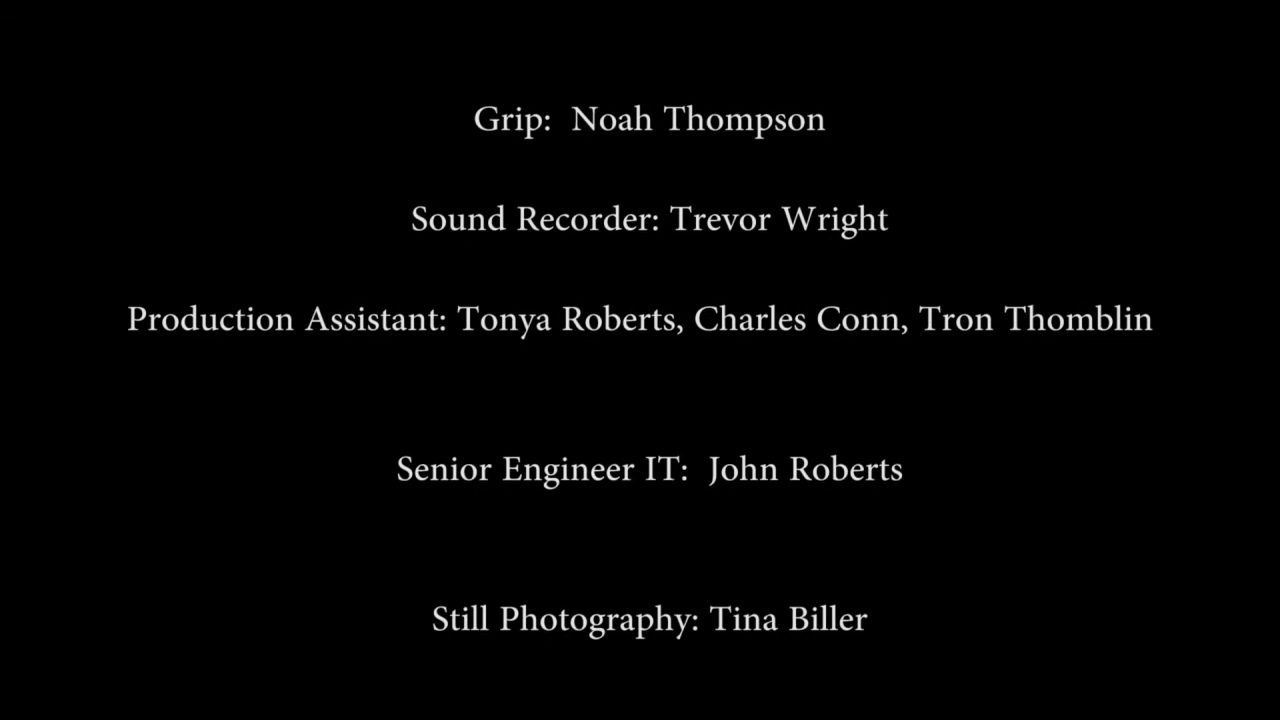 Grip:  Noah Thompson
Sound Recorder: Trevor Wright
Production Assistant: Tonya Roberts, Charles Conn, Tron Thomblin
Senior Engineer IT:  John Roberts
Still Photography: Tina Biller